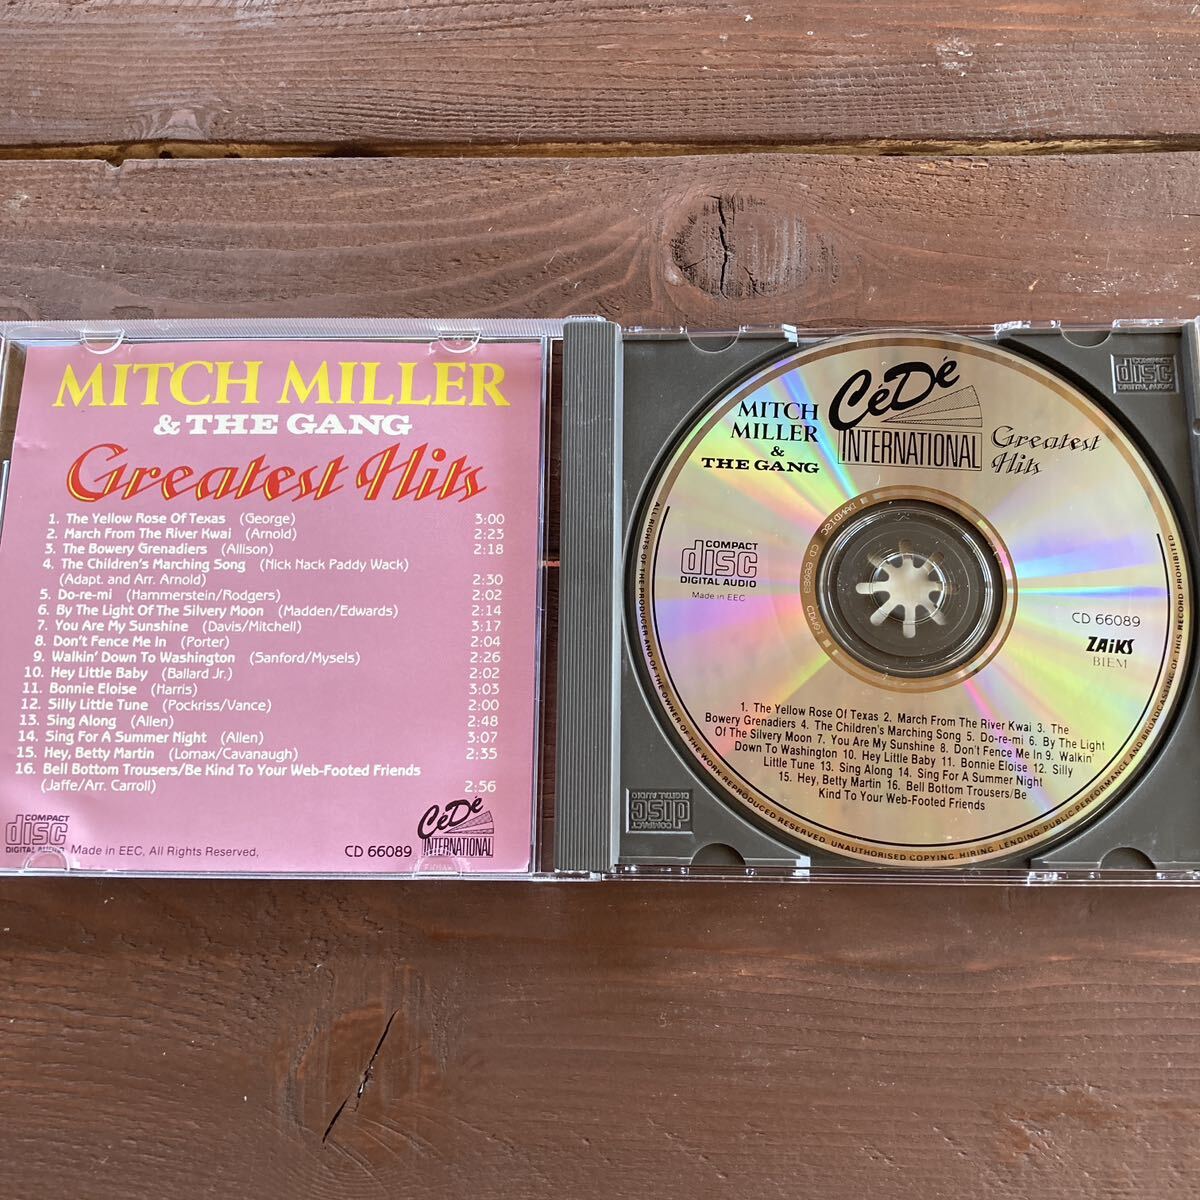 MITCH MILLER
& THE GANG
Greatest Hits
1. The Yellow Rose Of Texas (George) 3:00
2. March From The River Kwai (Arnold) 2:23
3. The Bowery Grenadiers (Allison) 2:18
4. The Children's Marching Song (Nick Nack Paddy Wack)
(Adapt. and Arr. Arnold) 2:30
5. Do-re-mi (Hammerstein/Rodgers) 2:02
6. By The Light Of The Silvery Moon (Madden/Edwards) 2:14
7. You Are My Sunshine (Davis/Mitchell) 3:17
8. Don't Fence Me In (Porter) 2:04
9. Walkin' Down To Washington (Sanford/Mysels) 2:26
10. Hey Little Baby (Ballard Jr.) 2:02
11. Bonnie Eloise (Harris) 3:03
12. Silly Little Tune (Pockriss/Vance) 2:00
13. Sing Along (Allen) 2:48
14. Sing For A Summer Night (Allen) 3:07
15. Hey, Betty Martin (Lomax/Cavanaugh) 2:35
16. Bell Bottom Trousers/Be Kind To Your Web-Footed Friends
(Jaffe/Arr. Carroll) 2:56
COMPACT
disc
DIGITAL AUDIO
Made in EEC, All Rights Reserved,
CD 66089
CéDé
INTERNATIONAL
CéDé
INTERNATIONAL
MITCH
MILLER
&
THE GANG
Greatest
Hits
COMPACT
disc
DIGITAL AUDIO
Made in EEC
CD 66089
ZAiKS
BIEM
1. The Yellow Rose Of Texas 2. March From The River Kwai 3. The
Bowery Grenadiers 4. The Children's Marching Song 5. Do-re-mi 6. By The Light
Of The Silvery Moon 7. You Are My Sunshine 8. Don't Fence Me In 9. Walkin'
Down To Washington 10. Hey Little Baby 11. Bonnie Eloise 12. Silly
Little Tune 13. Sing Along 14. Sing For A Summer Night
15. Hey, Betty Martin 16. Bell Bottom Trousers/Be
Kind To Your Web-Footed Friends
ALL RIGHTS OF THE PRODUCER AND OF THE OWNER OF THE WORK REPRODUCED RESERVED. UNAUTHORISED COPYING, HIRING, LENDING, PUBLIC PERFORMANCE AND BROADCASTING OF THIS RECORD PROHIBITED.
COMPACT
disc
DIGITAL AUDIO
COMPACT
disc
DIGITAL AUDIO